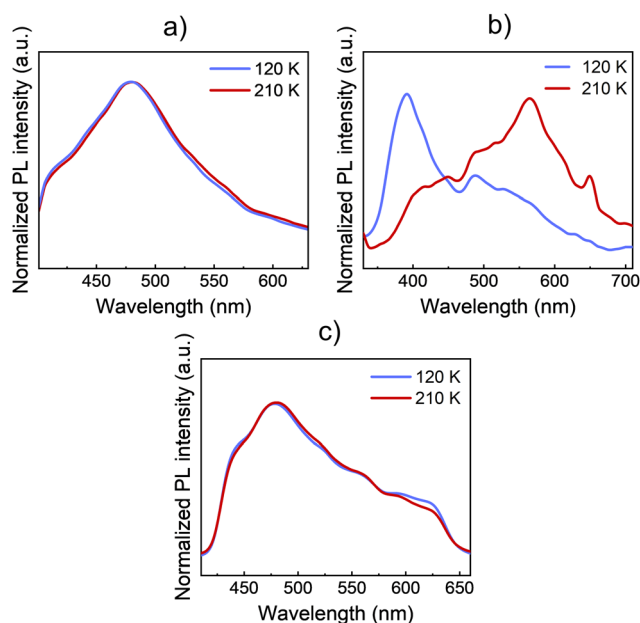 a)
Normalized PL intensity (a.u.)
120 K
210 K
450
500
550
600
Wavelength (nm)
b)
Normalized PL intensity (a.u.)
120 K
210 K
400
500
600
700
Wavelength (nm)
c)
Normalized PL intensity (a.u.)
120 K
210 K
450
500
550
600
650
Wavelength (nm)